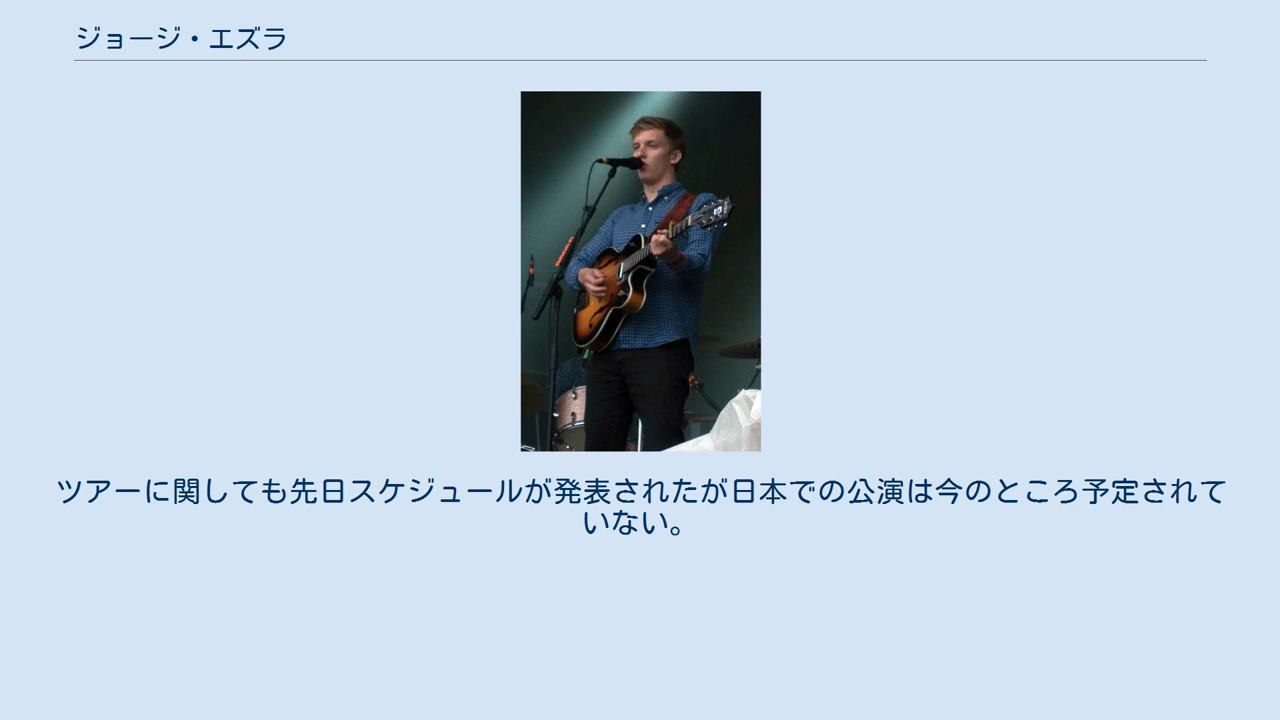 ジョージ・エズラ
ツアーに関しても先日スケジュールが発表されたが日本での公演は今のところ予定されて
いない。